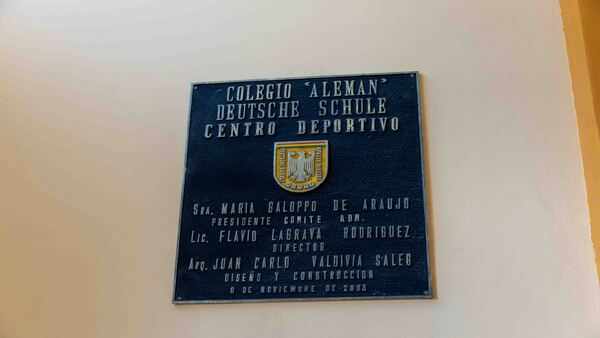 COLEGIO "ALEMAN"
DEUTSCHE SCHULE
CENTRO DEPORTIVO
ORURO
Sra. MARIA GALOPPO DE ARAUJO
PRESIDENTE COMITE ADM.
Lic. FLAVIO LAGRAVA RODRIGUEZ
DIRECTOR
Arq. JUAN CARLO VALDIVIA SALEG
DISEÑO Y CONSTRUCCION
6 DE NOVIEMBRE DE 2003